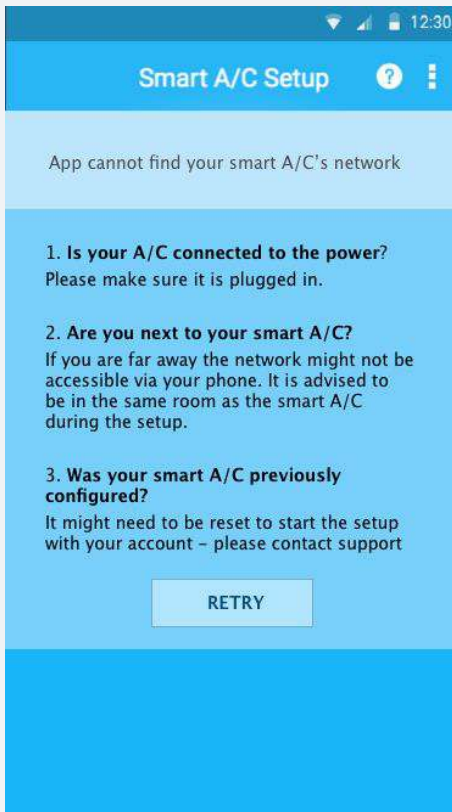 12:30
Smart A/C Setup ?
App cannot find your smart A/C's network
1. Is your A/C connected to the power?
Please make sure it is plugged in.
2. Are you next to your smart A/C?
If you are far away the network might not be
accessible via your phone. It is advised to
be in the same room as the smart A/C
during the setup.
3. Was your smart A/C previously
configured?
It might need to be reset to start the setup
with your account – please contact support
RETRY